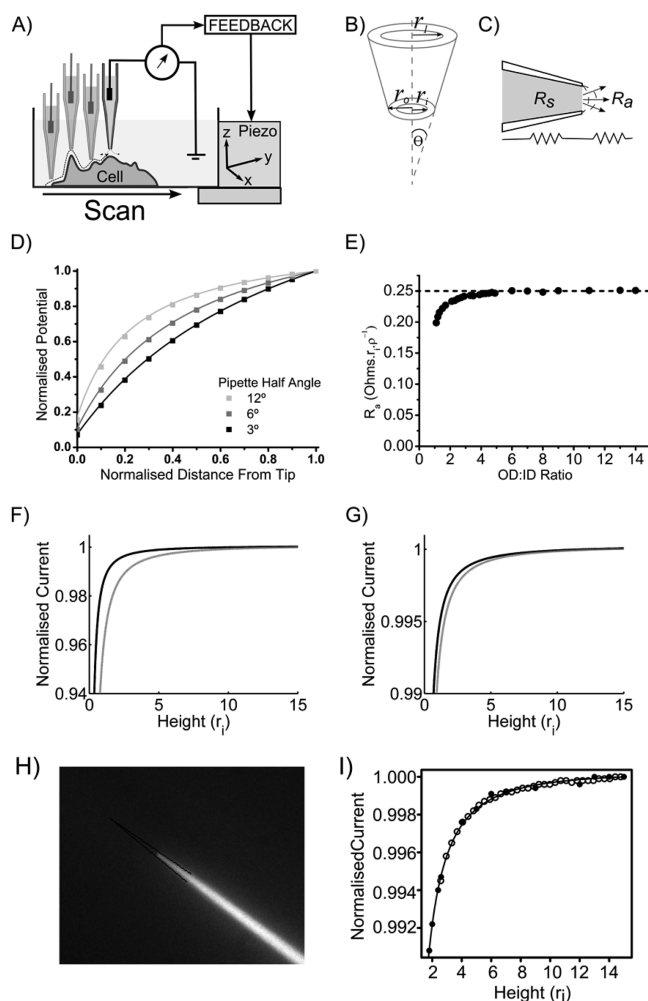 A)
FEEDBACK
Piezo
z
y
x
Cell
Scan
B)
r_i
r_o r_i
Θ
C)
R_s R_a
D)
Normalised Potential
1.0
0.8
0.6
0.4
0.2
0.0
0.0 0.2 0.4 0.6 0.8 1.0
Normalised Distance From Tip
Pipette Half Angle
12º
6º
3º
E)
R_a (Ohms.r_i.ρ⁻¹)
0.25
0.25
0.20
0.15
0.10
0.05
0.00
0 2 4 6 8 10 12 14
OD:ID Ratio
F)
Normalised Current
1
0.98
0.96
0.94
0 5 10 15
Height (r_i)
G)
Normalised Current
1
0.995
0.99
0 5 10 15
Height (r_i)
H)
I)
NormalisedCurrent
1.000
0.998
0.996
0.994
0.992
2 4 6 8 10 12 14
Height (r_i)